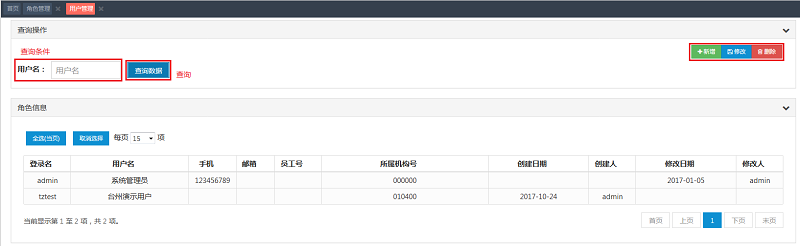 首页 角色管理 × 用户管理 ×
查询操作
查询条件
新增 修改 删除
用户名： 用户名 查询数据 查询
角色信息
全选(当页) 取消选择 每页 15 项
登录名 用户名 手机 邮箱 员工号 所属机构号 创建日期 创建人 修改日期 修改人
admin 系统管理员 123456789 000000 2017-01-05 admin
tztest 台州演示用户 010400 2017-10-24 admin
当前显示第 1 至 2 项，共 2 项。 首页 上页 1 下页 末页